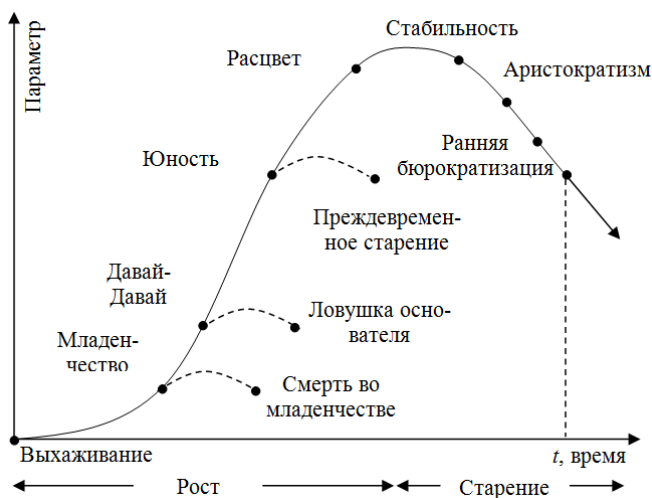 Параметр
Стабильность
Расцвет
Аристократизм
Юность
Ранняя
бюрократизация
Преждевремен-
ное старение
Давай-
Давай
Ловушка осно-
вателя
Младен-
чество
Смерть во
младенчестве
Выхаживание
t, время
Рост
Старение